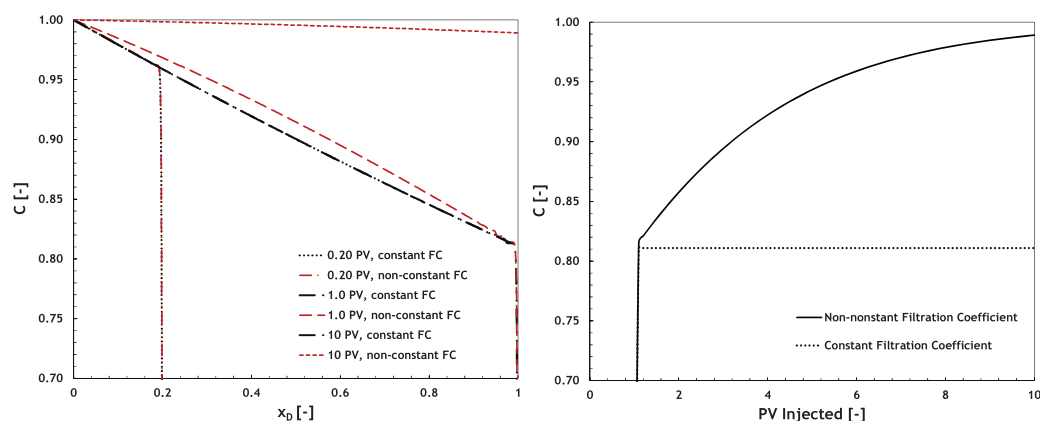 1.00
0.95
0.90
0.85
0.80
0.75
0.70
C [-]
0
0.2
0.4
0.6
0.8
1
x_D [-]
0.20 PV, constant FC
0.20 PV, non-constant FC
1.0 PV, constant FC
1.0 PV, non-constant FC
10 PV, constant FC
10 PV, non-constant FC
1.00
0.95
0.90
0.85
0.80
0.75
0.70
C [-]
0
2
4
6
8
10
PV Injected [-]
Non-nonstant Filtration Coefficient
Constant Filtration Coefficient